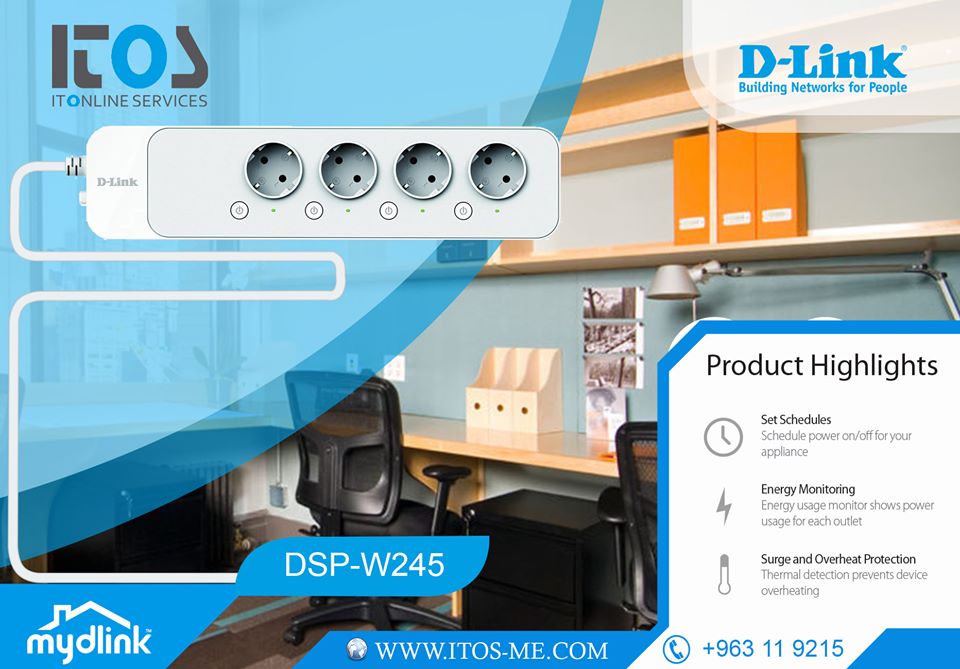 ITOS
IT ONLINE SERVICES
D-Link®
Building Networks for People
D-Link
Product Highlights
Set Schedules
Schedule power on/off for your
appliance
Energy Monitoring
Energy usage monitor shows power
usage for each outlet
Surge and Overheat Protection
Thermal detection prevents device
overheating
DSP-W245
mydlink™
WWW.ITOS-ME.COM
+963 11 9215